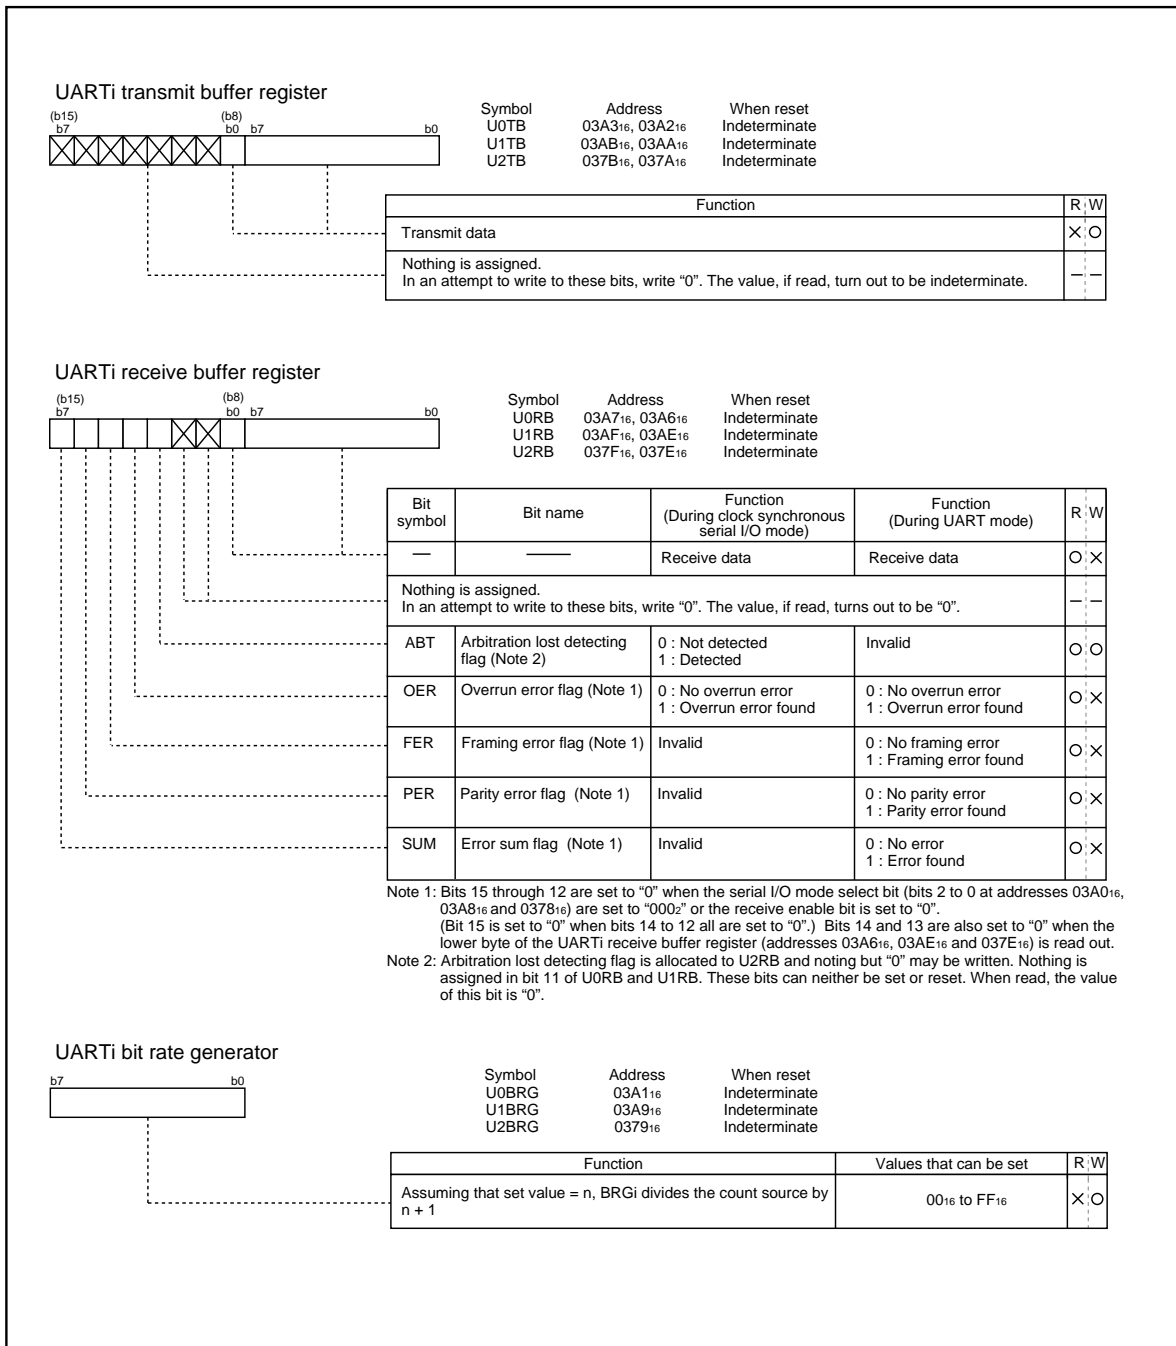 UARTi transmit buffer register
(b15) (b8)
b7 b0 b7 b0
Symbol Address When reset
U0TB 03A316, 03A216 Indeterminate
U1TB 03AB16, 03AA16 Indeterminate
U2TB 037B16, 037A16 Indeterminate
Function R W
Transmit data
Nothing is assigned.
In an attempt to write to these bits, write “0”. The value, if read, turn out to be indeterminate.
UARTi receive buffer register
(b15) (b8)
b7 b0 b7 b0
Symbol Address When reset
U0RB 03A716, 03A616 Indeterminate
U1RB 03AF16, 03AE16 Indeterminate
U2RB 037F16, 037E16 Indeterminate
Bit symbol Bit name Function (During clock synchronous serial I/O mode) Function (During UART mode) R W
— — Receive data Receive data
Nothing is assigned.
In an attempt to write to these bits, write “0”. The value, if read, turns out to be “0”.
ABT Arbitration lost detecting flag (Note 2) 0 : Not detected 1 : Detected Invalid
OER Overrun error flag (Note 1) 0 : No overrun error 1 : Overrun error found 0 : No overrun error 1 : Overrun error found
FER Framing error flag (Note 1) Invalid 0 : No framing error 1 : Framing error found
PER Parity error flag (Note 1) Invalid 0 : No parity error 1 : Parity error found
SUM Error sum flag (Note 1) Invalid 0 : No error 1 : Error found
Note 1: Bits 15 through 12 are set to “0” when the serial I/O mode select bit (bits 2 to 0 at addresses 03A016,
03A816 and 037816) are set to “0002” or the receive enable bit is set to “0”.
(Bit 15 is set to “0” when bits 14 to 12 all are set to “0”.) Bits 14 and 13 are also set to “0” when the
lower byte of the UARTi receive buffer register (addresses 03A616, 03AE16 and 037E16) is read out.
Note 2: Arbitration lost detecting flag is allocated to U2RB and noting but “0” may be written. Nothing is
assigned in bit 11 of U0RB and U1RB. These bits can neither be set or reset. When read, the value
of this bit is “0”.
UARTi bit rate generator
b7 b0
Symbol Address When reset
U0BRG 03A116 Indeterminate
U1BRG 03A916 Indeterminate
U2BRG 037916 Indeterminate
Function Values that can be set R W
Assuming that set value = n, BRGi divides the count source by
n + 1 0016 to FF16